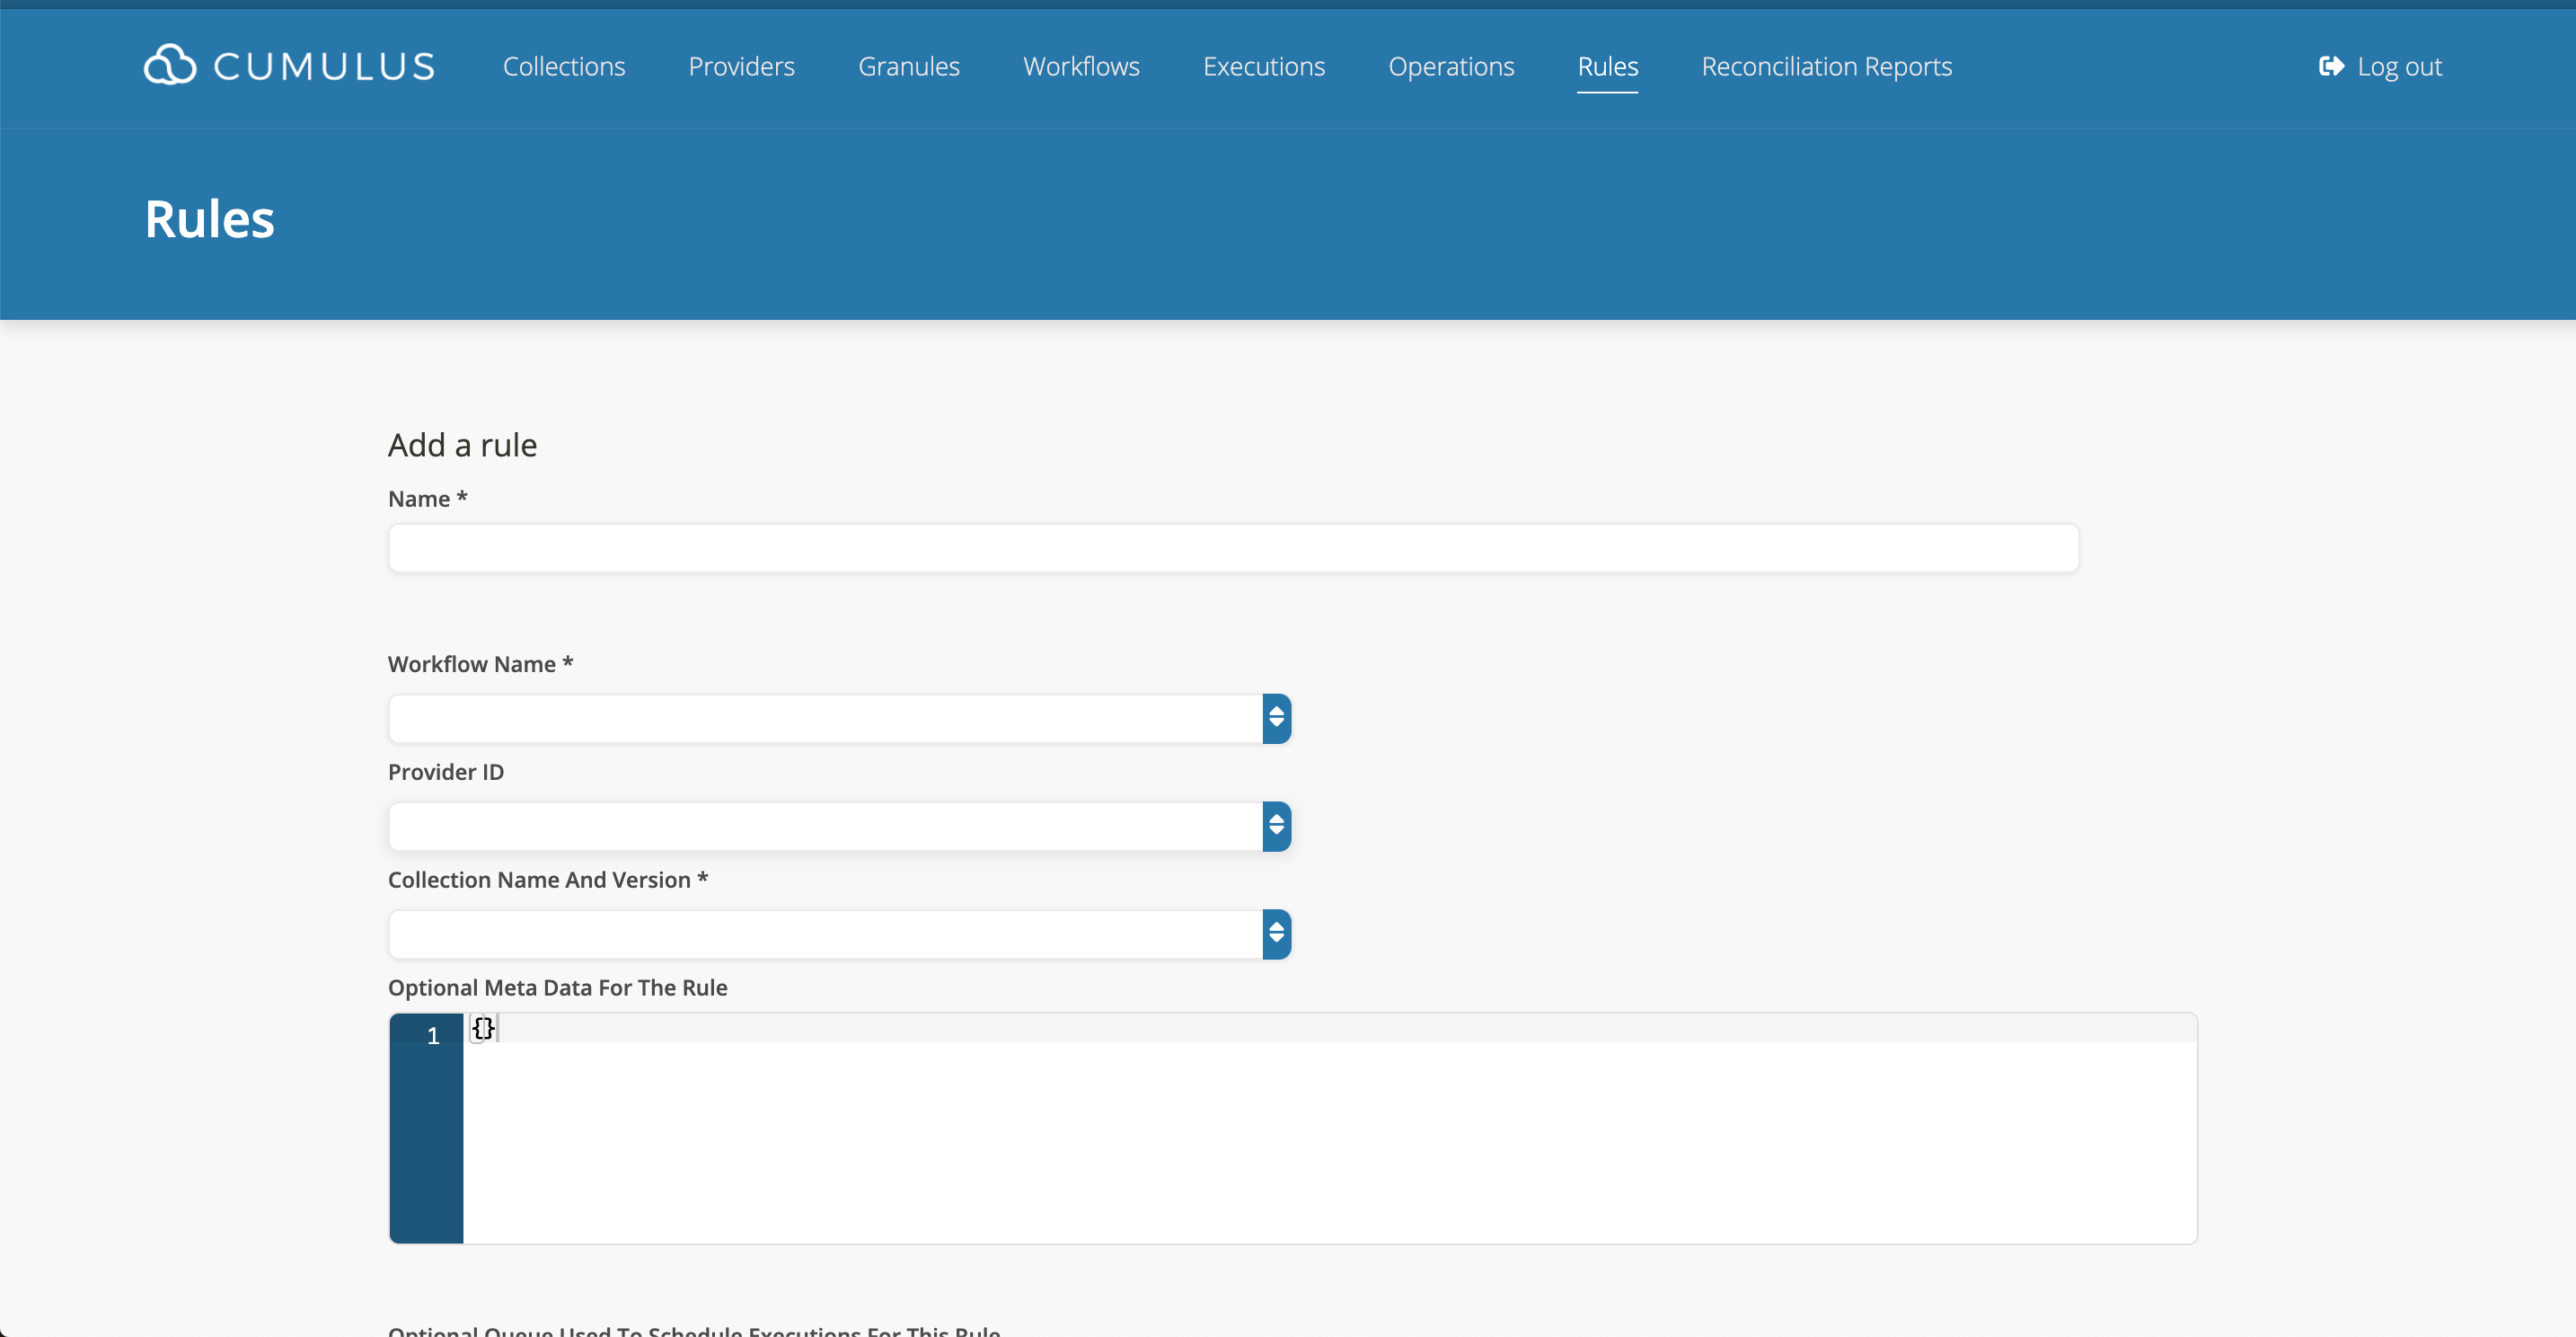 CUMULUS Collections Providers Granules Workflows Executions Operations Rules Reconciliation Reports Log out
Rules
Add a rule
Name *
Workflow Name *
Provider ID
Collection Name And Version *
Optional Meta Data For The Rule
1 {}
Optional Queue Used To Schedule Executions For This Rule